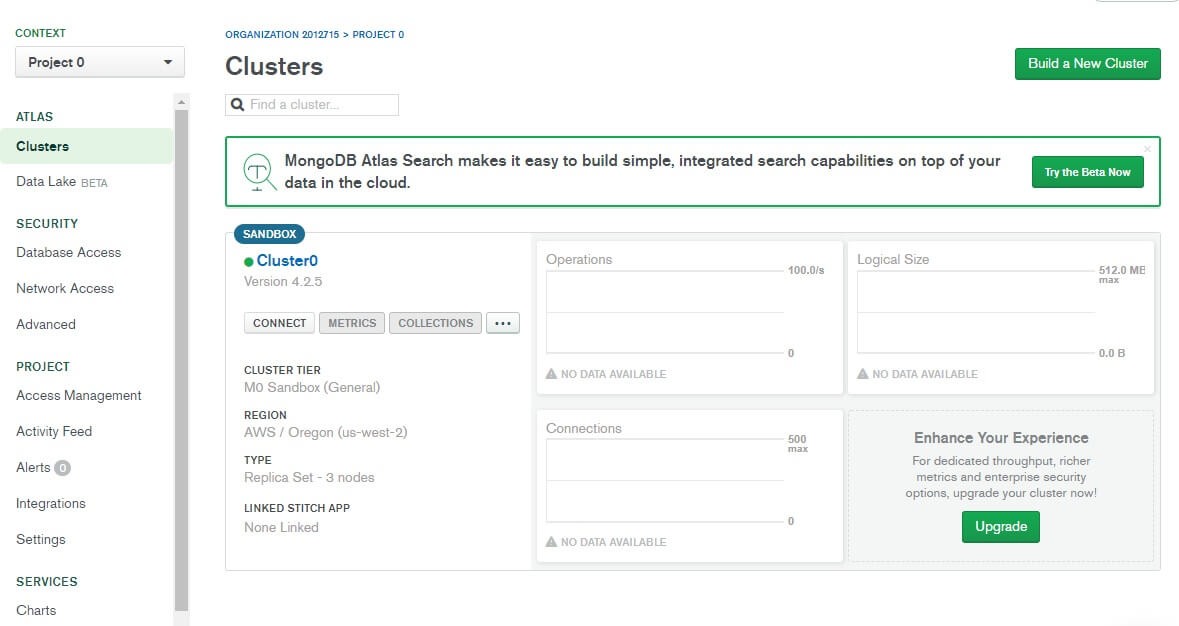 CONTEXT
Project 0
ATLAS
Clusters
Data Lake BETA
SECURITY
Database Access
Network Access
Advanced
PROJECT
Access Management
Activity Feed
Alerts 0
Integrations
Settings
SERVICES
Charts
ORGANIZATION 2012715 > PROJECT 0
Clusters
Build a New Cluster
Find a cluster...
MongoDB Atlas Search makes it easy to build simple, integrated search capabilities on top of your
data in the cloud.
Try the Beta Now
SANDBOX
Cluster0
Version 4.2.5
CONNECT METRICS COLLECTIONS ...
CLUSTER TIER
M0 Sandbox (General)
REGION
AWS / Oregon (us-west-2)
TYPE
Replica Set - 3 nodes
LINKED STITCH APP
None Linked
Operations
100.0/s
0
NO DATA AVAILABLE
Logical Size
512.0 MB
max
0.0 B
NO DATA AVAILABLE
Connections
500
max
0
NO DATA AVAILABLE
Enhance Your Experience
For dedicated throughput, richer
metrics and enterprise security
options, upgrade your cluster now!
Upgrade